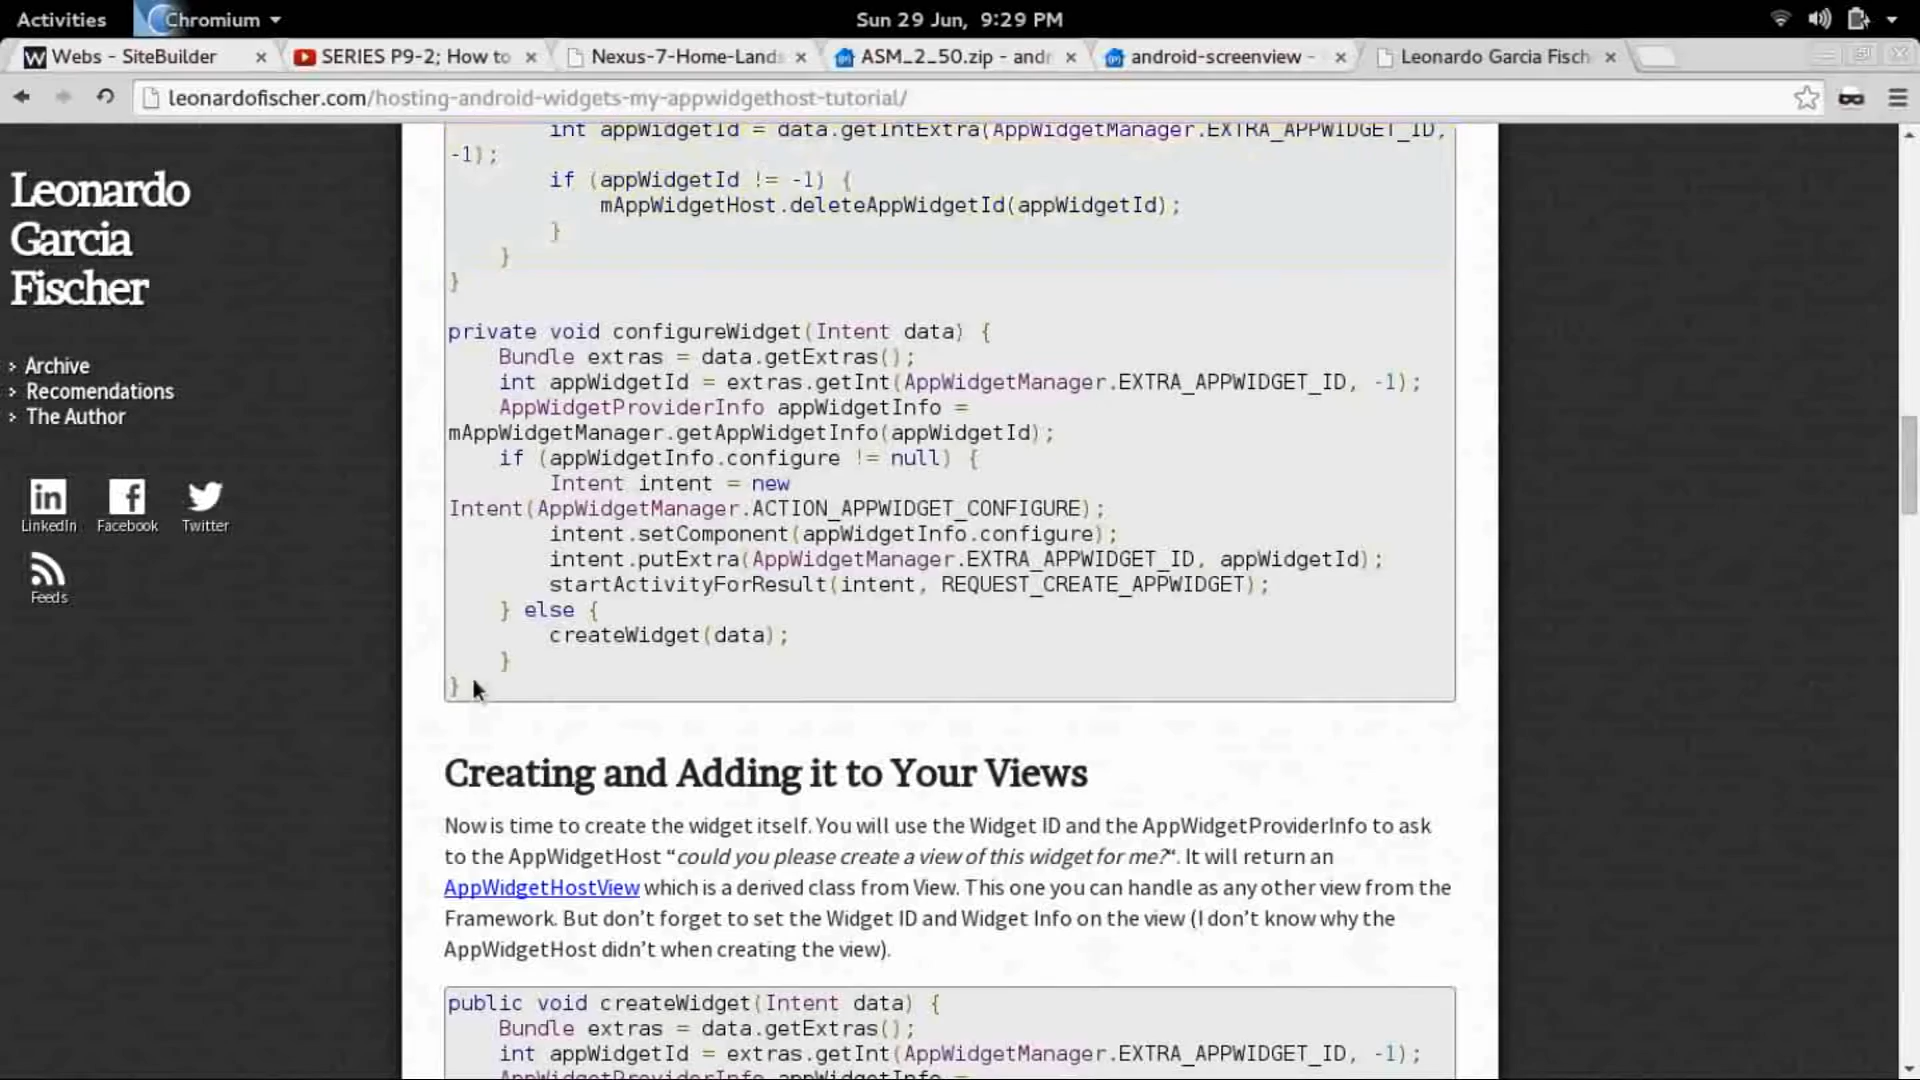 Activities
Chromium
Sun 29 Jun, 9:29 PM
Webs - SiteBuilder
SERIES P9-2; How to
Nexus-7-Home-Lands
ASM_2_50.zip - andr
android-screenview -
Leonardo Garcia Fisch
leonardofischer.com/hosting-android-widgets-my-appwidgethost-tutorial/
Leonardo
Garcia
Fischer
Archive
Recomendations
The Author
in
LinkedIn
Facebook
Twitter
Feeds
int appWidgetId = data.getIntExtra(AppWidgetManager.EXTRA_APPWIDGET_ID,
-1);
if (appWidgetId != -1) {
mAppWidgetHost.deleteAppWidgetId(appWidgetId);
}
}
}
private void configureWidget(Intent data) {
Bundle extras = data.getExtras();
int appWidgetId = extras.getInt(AppWidgetManager.EXTRA_APPWIDGET_ID, -1);
AppWidgetProviderInfo appWidgetInfo =
mAppWidgetManager.getAppWidgetInfo(appWidgetId);
if (appWidgetInfo.configure != null) {
Intent intent = new
Intent(AppWidgetManager.ACTION_APPWIDGET_CONFIGURE);
intent.setComponent(appWidgetInfo.configure);
intent.putExtra(AppWidgetManager.EXTRA_APPWIDGET_ID, appWidgetId);
startActivityForResult(intent, REQUEST_CREATE_APPWIDGET);
} else {
createWidget(data);
}
}
Creating and Adding it to Your Views
Now is time to create the widget itself. You will use the Widget ID and the AppWidgetProviderInfo to ask
to the AppWidgetHost “could you please create a view of this widget for me?“. It will return an
AppWidgetHostView which is a derived class from View. This one you can handle as any other view from the
Framework. But don’t forget to set the Widget ID and Widget Info on the view (I don’t know why the
AppWidgetHost didn’t when creating the view).
public void createWidget(Intent data) {
Bundle extras = data.getExtras();
int appWidgetId = extras.getInt(AppWidgetManager.EXTRA_APPWIDGET_ID, -1);
AppWidgetProviderInfo appWidgetInfo =